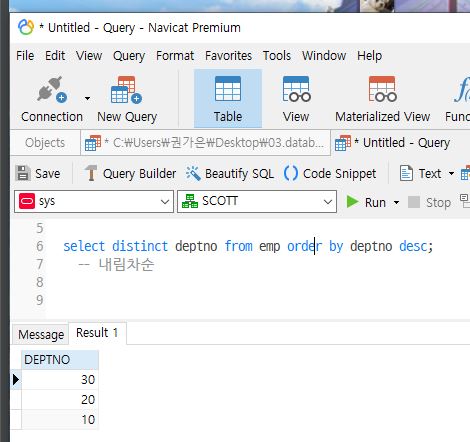 * Untitled - Query - Navicat Premium
File Edit View Query Format Favorites Tools Window Help
Connection New Query Table View Materialized View
Objects * C:₩Users₩권가은₩Desktop₩03.datab... * Untitled - Query
Save Query Builder Beautify SQL () Code Snippet Text
sys SCOTT Run Stop
5
6 select distinct deptno from emp order by deptno desc;
7 -- 내림차순
8
9
Message Result 1
DEPTNO
30
20
10